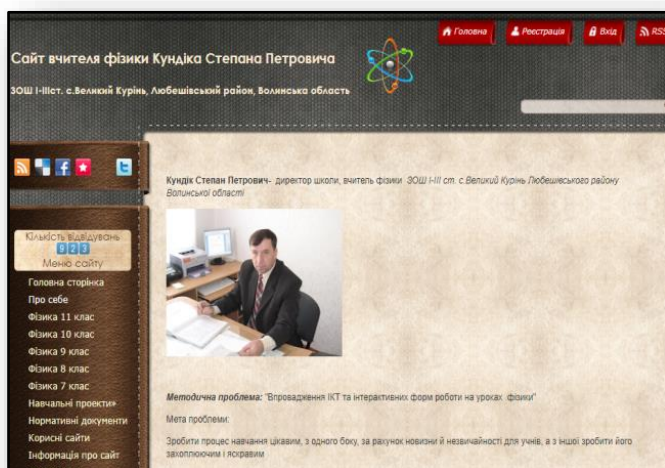 Головна
Реєстрація
Вхід
RSS
Сайт вчителя фізики Кундіка Степана Петровича
ЗОШ І-ІІІст. с.Великий Курінь, Любешівський район, Волинська область
Кількість відвідувань
923
Меню сайту
Головна сторінка
Про себе
Фізика 11 клас
Фізика 10 клас
Фізика 9 клас
Фізика 8 клас
Фізика 7 клас
Навчальні проекти»
Нормативні документи
Корисні сайти
Інформація про сайт
Кундік Степан Петрович- директор школи, вчитель фізики ЗОШ І-ІІІ ст. с.Великий Курінь Любешівського району
Волинської області
Методична проблема: "Впровадження ІКТ та інтерактивних форм роботи на уроках фізики"
Мета проблеми:
Зробити процес навчання цікавим, з одного боку, за рахунок новизни й незвичайності для учнів, а з іншої зробити його
захоплюючим і яскравим